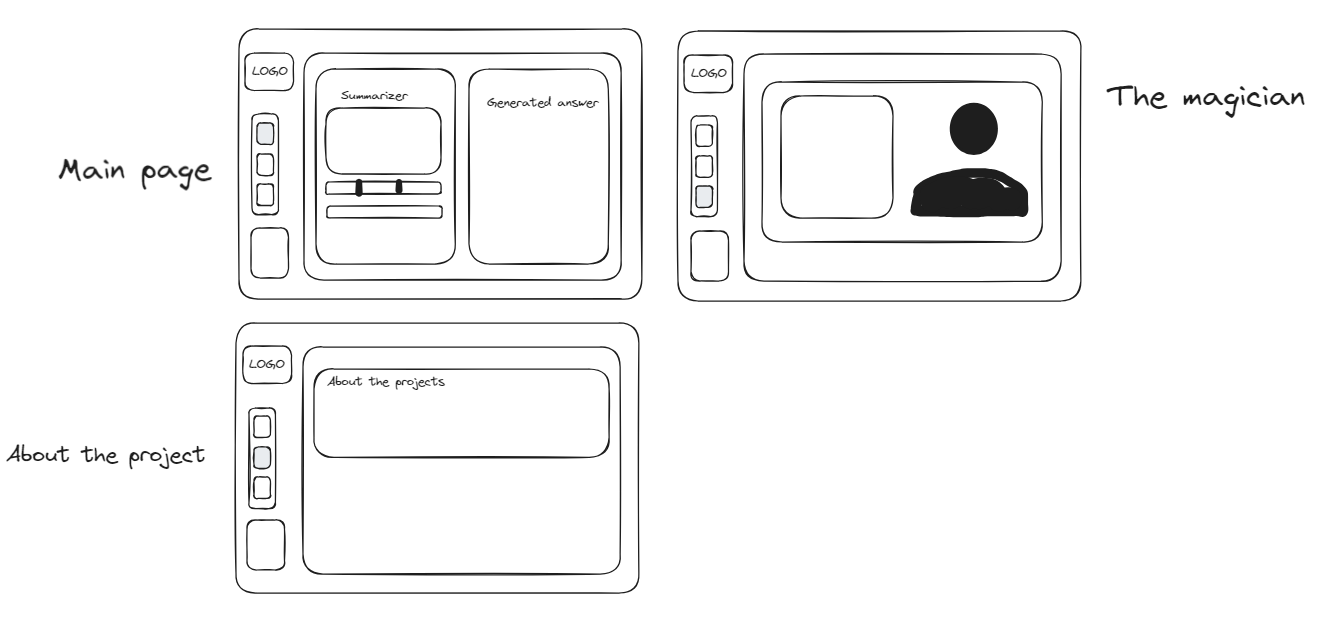 LOGO
Summarizer
Generated answer
Main page
LOGO
The magician
LOGO
About the projects
About the project